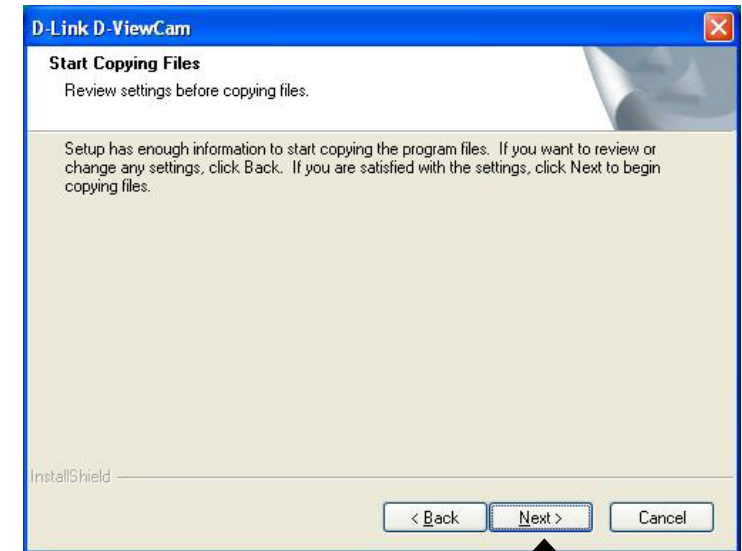 D-Link D-ViewCam
Start Copying Files
Review settings before copying files.
Setup has enough information to start copying the program files. If you want to review or
change any settings, click Back. If you are satisfied with the settings, click Next to begin
copying files.
InstallShield
< Back Next > Cancel